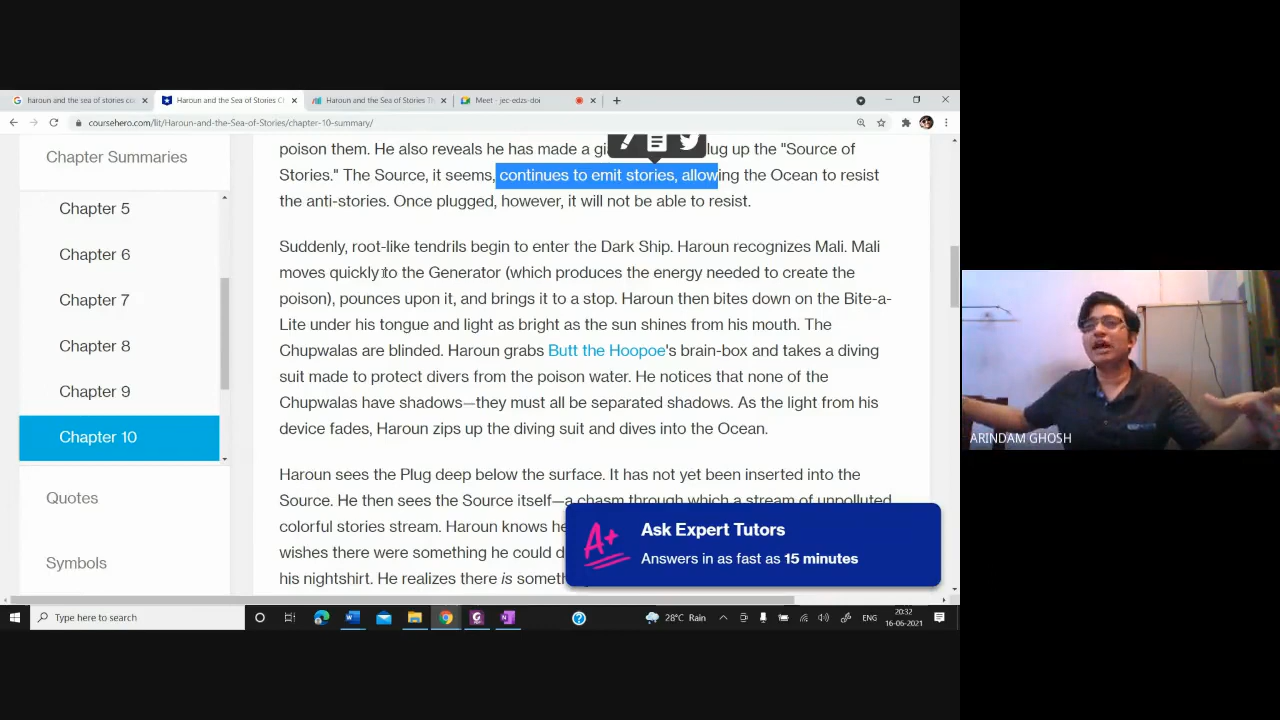 haroun and the sea of stories co
Haroun and the Sea of Stories Cl
Haroun and the Sea of Stories Th
Meet - jec-edzs-doi
coursehero.com/lit/Haroun-and-the-Sea-of-Stories/chapter-10-summary/
Chapter Summaries
Chapter 5
Chapter 6
Chapter 7
Chapter 8
Chapter 9
Chapter 10
Quotes
Symbols
poison them. He also reveals he has made a gi lug up the "Source of
Stories." The Source, it seems, continues to emit stories, allowing the Ocean to resist
the anti-stories. Once plugged, however, it will not be able to resist.
Suddenly, root-like tendrils begin to enter the Dark Ship. Haroun recognizes Mali. Mali
moves quickly to the Generator (which produces the energy needed to create the
poison), pounces upon it, and brings it to a stop. Haroun then bites down on the Bite-a-
Lite under his tongue and light as bright as the sun shines from his mouth. The
Chupwalas are blinded. Haroun grabs Butt the Hoopoe's brain-box and takes a diving
suit made to protect divers from the poison water. He notices that none of the
Chupwalas have shadows—they must all be separated shadows. As the light from his
device fades, Haroun zips up the diving suit and dives into the Ocean.
Haroun sees the Plug deep below the surface. It has not yet been inserted into the
Source. He then sees the Source itself—a chasm through which a stream of unpolluted
colorful stories stream. Haroun knows he
wishes there were something he could d
his nightshirt. He realizes there is someth
A+
Ask Expert Tutors
Answers in as fast as 15 minutes
ARINDAM GHOSH
Type here to search
28°C Rain
ENG
20:32
16-06-2021